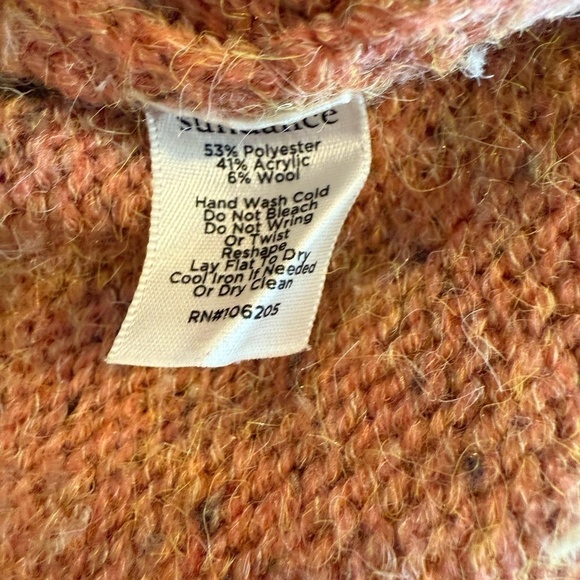 sundance
53% Polyester
41% Acrylic
6% Wool
Hand Wash Cold
Do Not Bleach
Do Not Wring
Or Twist
Reshape
Lay Flat To Dry
Cool Iron If Needed
Or Dry Clean
RN#106205